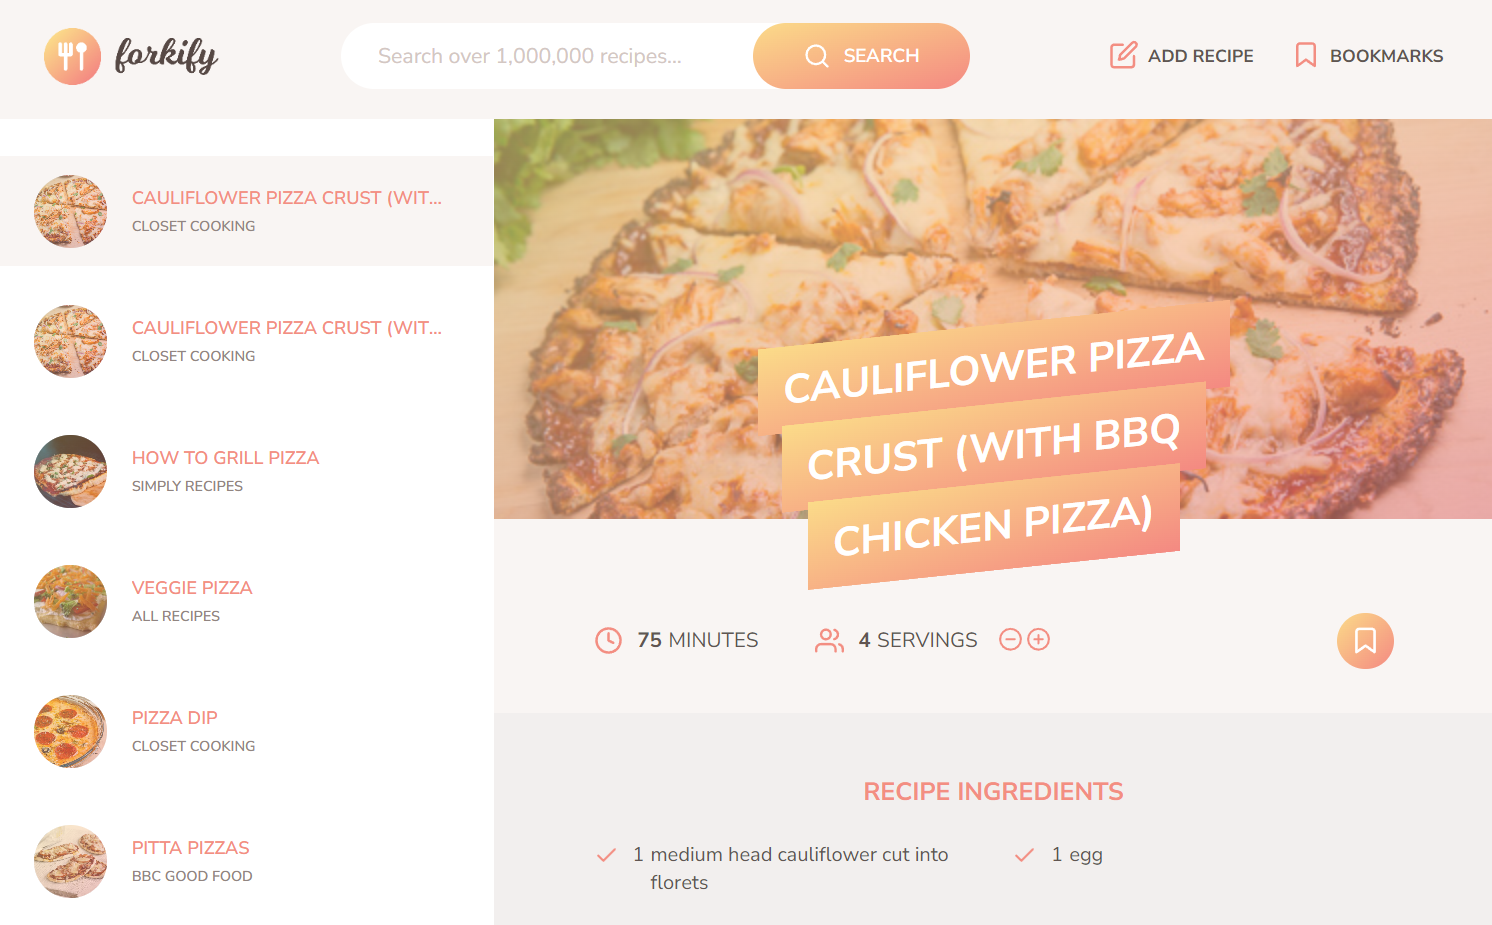 forkify
Search over 1,000,000 recipes...
SEARCH
ADD RECIPE
BOOKMARKS
CAULIFLOWER PIZZA CRUST (WIT...
CLOSET COOKING
CAULIFLOWER PIZZA CRUST (WIT...
CLOSET COOKING
HOW TO GRILL PIZZA
SIMPLY RECIPES
VEGGIE PIZZA
ALL RECIPES
PIZZA DIP
CLOSET COOKING
PITTA PIZZAS
BBC GOOD FOOD
CAULIFLOWER PIZZA
CRUST (WITH BBQ
CHICKEN PIZZA)
75 MINUTES
4 SERVINGS
RECIPE INGREDIENTS
1 medium head cauliflower cut into
florets
1 egg